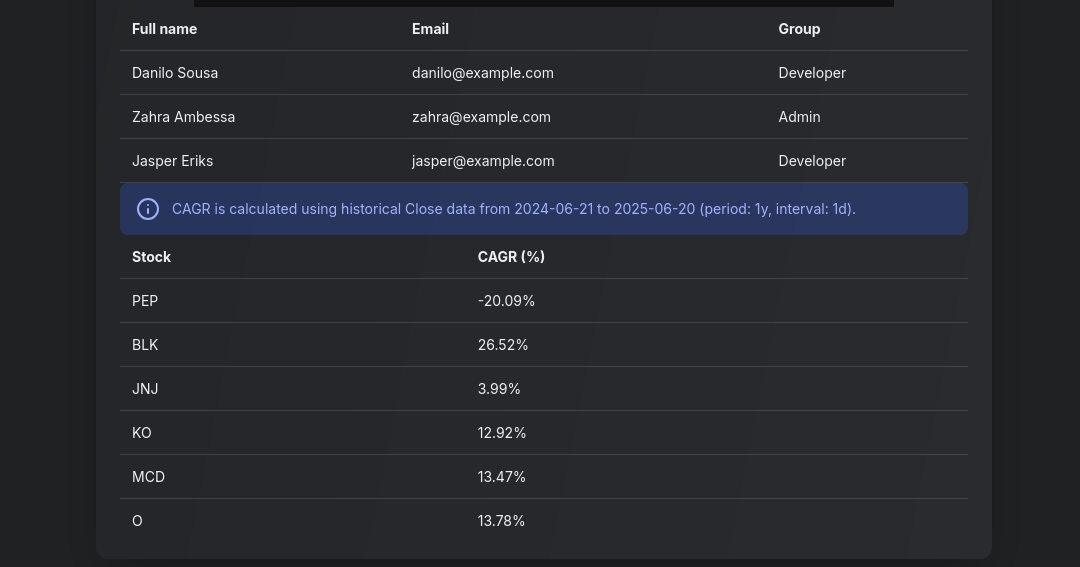 Full name Email Group
Danilo Sousa danilo@example.com Developer
Zahra Ambessa zahra@example.com Admin
Jasper Eriks jasper@example.com Developer
CAGR is calculated using historical Close data from 2024-06-21 to 2025-06-20 (period: 1y, interval: 1d).
Stock CAGR (%)
PEP -20.09%
BLK 26.52%
JNJ 3.99%
KO 12.92%
MCD 13.47%
O 13.78%